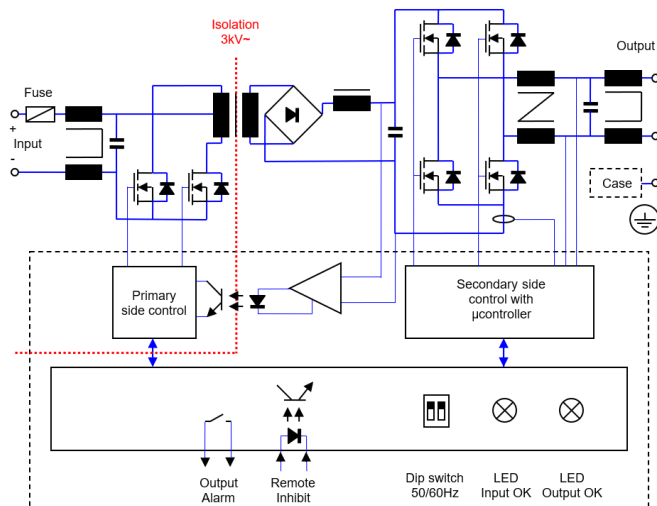 Isolation
3kV~
Output
Fuse
+
Input
-
Case
Primary
side control
Secondary side
control with
µcontroller
Output
Alarm
Remote
Inhibit
Dip switch
50/60Hz
LED
Input OK
LED
Output OK